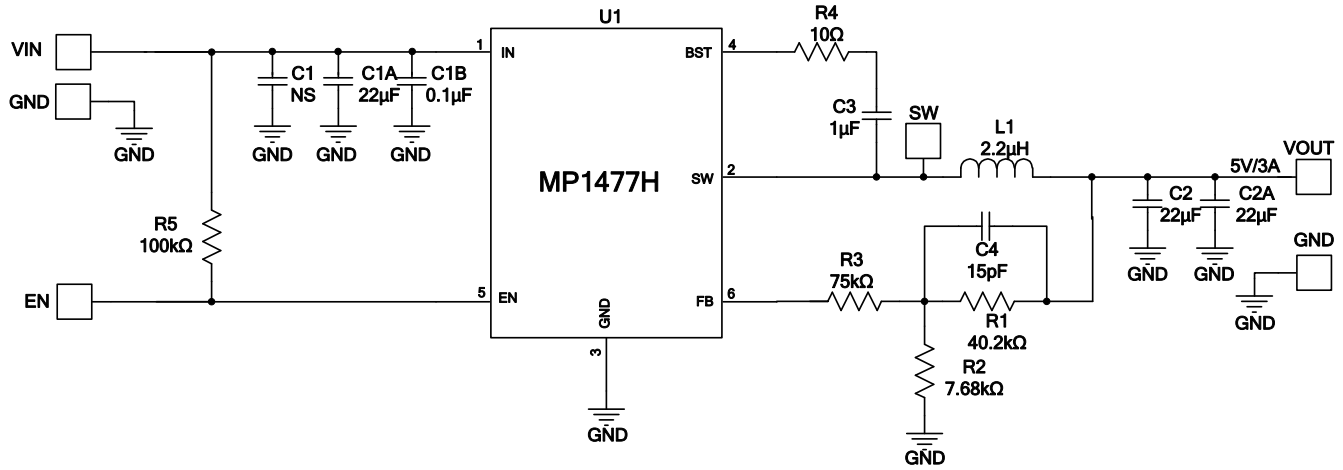 U1
VIN
1
IN
C1
NS
C1A
22µF
C1B
0.1µF
GND
GND
GND
GND
GND
BST
4
R4
10Ω
C3
1µF
SW
L1
2.2µH
MP1477H
SW
2
5V/3A
VOUT
C2
22µF
C2A
22µF
GND
GND
GND
GND
R5
100kΩ
EN
5
EN
GND
3
GND
FB
6
R3
75kΩ
C4
15pF
R1
40.2kΩ
R2
7.68kΩ
GND